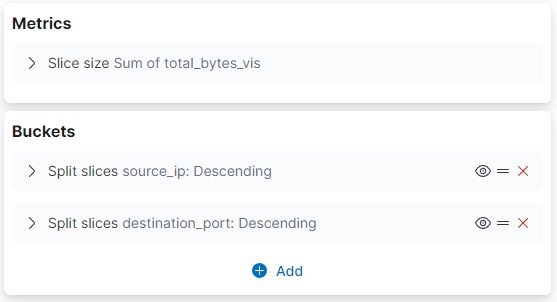 Metrics
Slice size Sum of total_bytes_vis
Buckets
Split slices source_ip: Descending
Split slices destination_port: Descending
Add